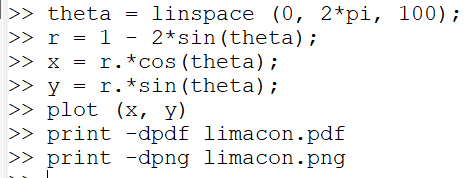 >> theta = linspace (0, 2*pi, 100);
>> r = 1 - 2*sin(theta);
>> x = r.*cos(theta);
>> y = r.*sin(theta);
>> plot (x, y)
>> print -dpdf limacon.pdf
>> print -dpng limacon.png
>>